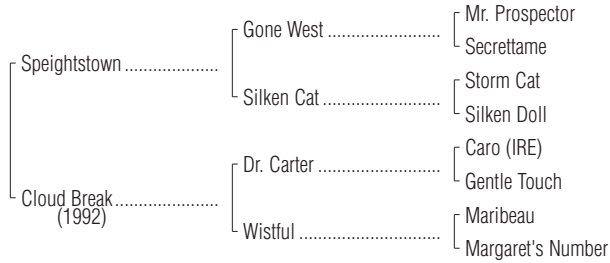 Mr. Prospector
Gone West
Secrettame
Speightstown
Storm Cat
Silken Cat
Silken Doll
Caro (IRE)
Dr. Carter
Gentle Touch
Cloud Break
(1992)
Maribeau
Wistful
Margaret's Number